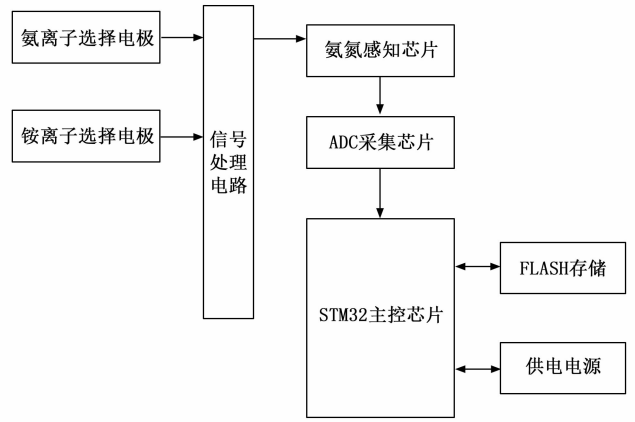 氨离子选择电极
铵离子选择电极
信号
处理
电路
氨氮感知芯片
ADC采集芯片
STM32主控芯片
FLASH存储
供电电源